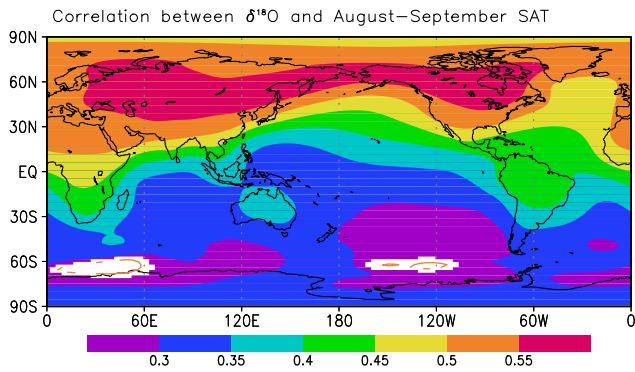 Correlation between δ¹⁸O and August−September SAT
90N
60N
30N
EQ
30S
60S
90S
0 60E 120E 180 120W 60W 0
0.3 0.35 0.4 0.45 0.5 0.55